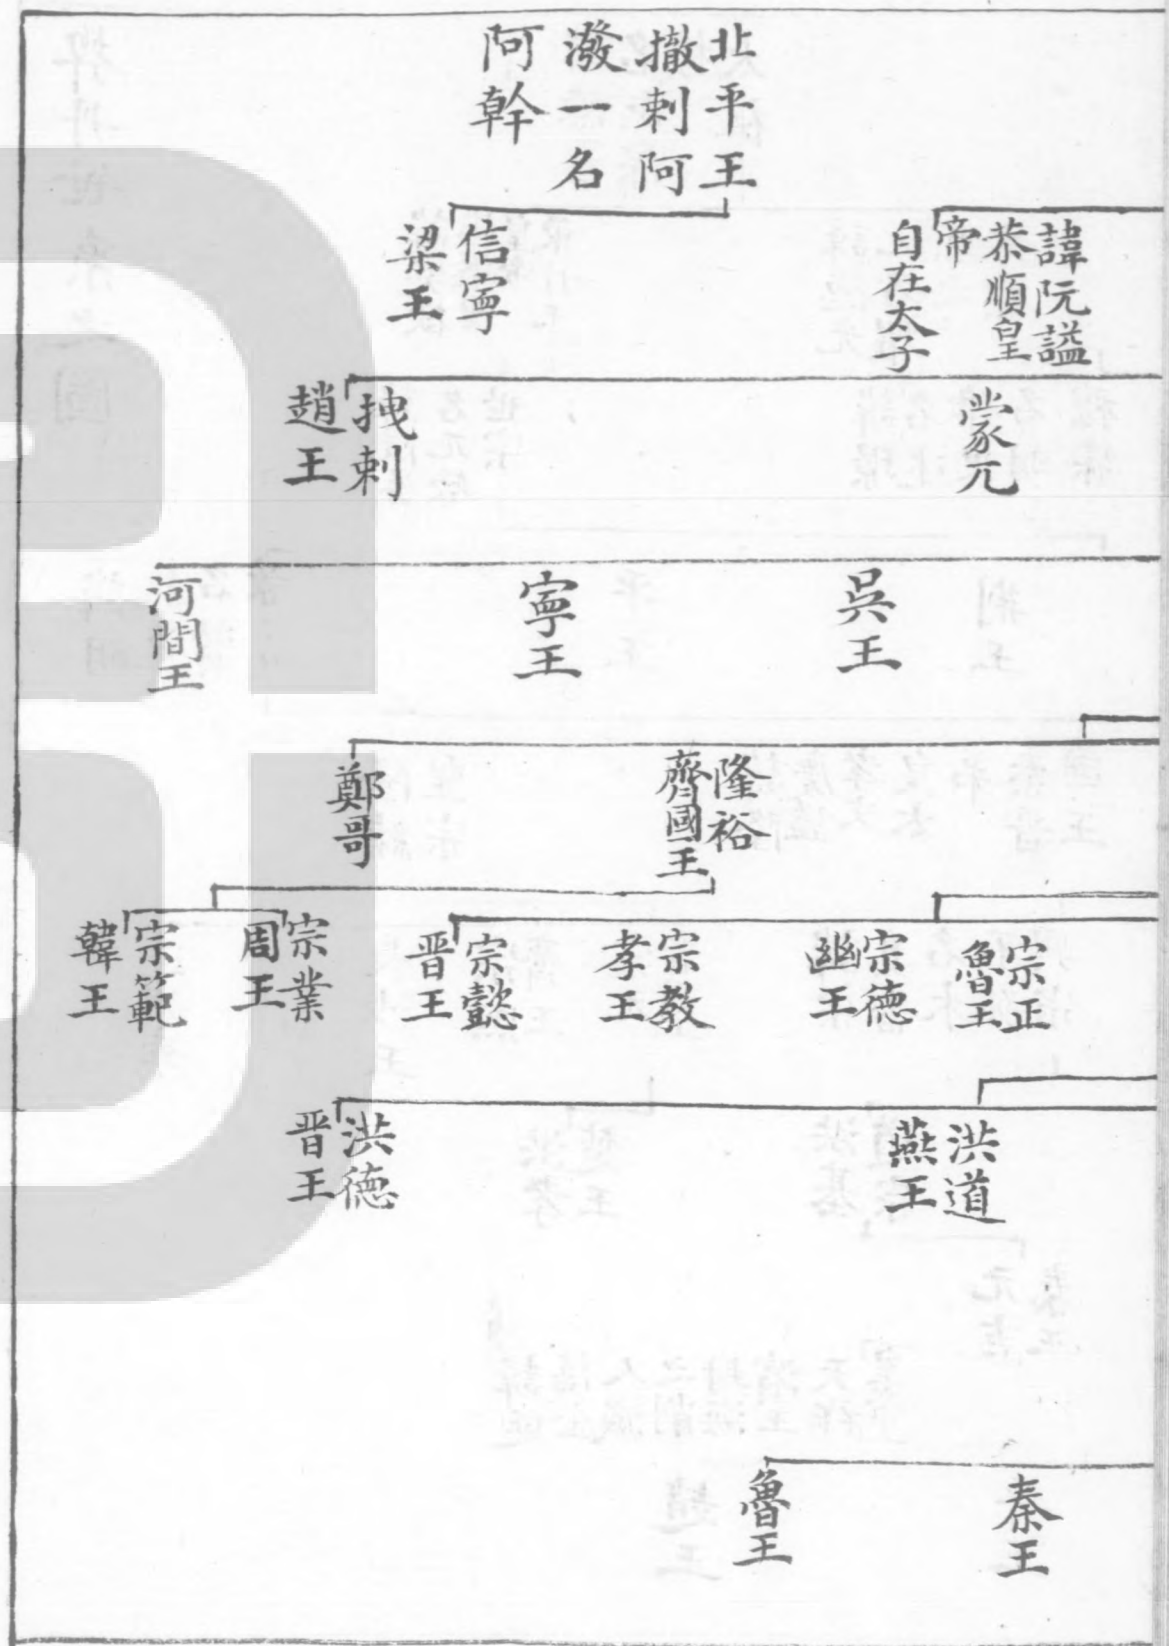 北平王
撒剌阿
潑一名
阿幹
諱阮謚
恭順皇
帝
自在太子
信寧
梁王
蒙兀
拽剌
趙王
吳王
寧王
河間王
隆裕
齊國王
鄭哥
宗正
魯王
宗德
幽王
宗教
孝王
宗懿
晋王
宗業
周王
宗範
韓王
洪道
燕王
洪德
晋王
秦王
魯王